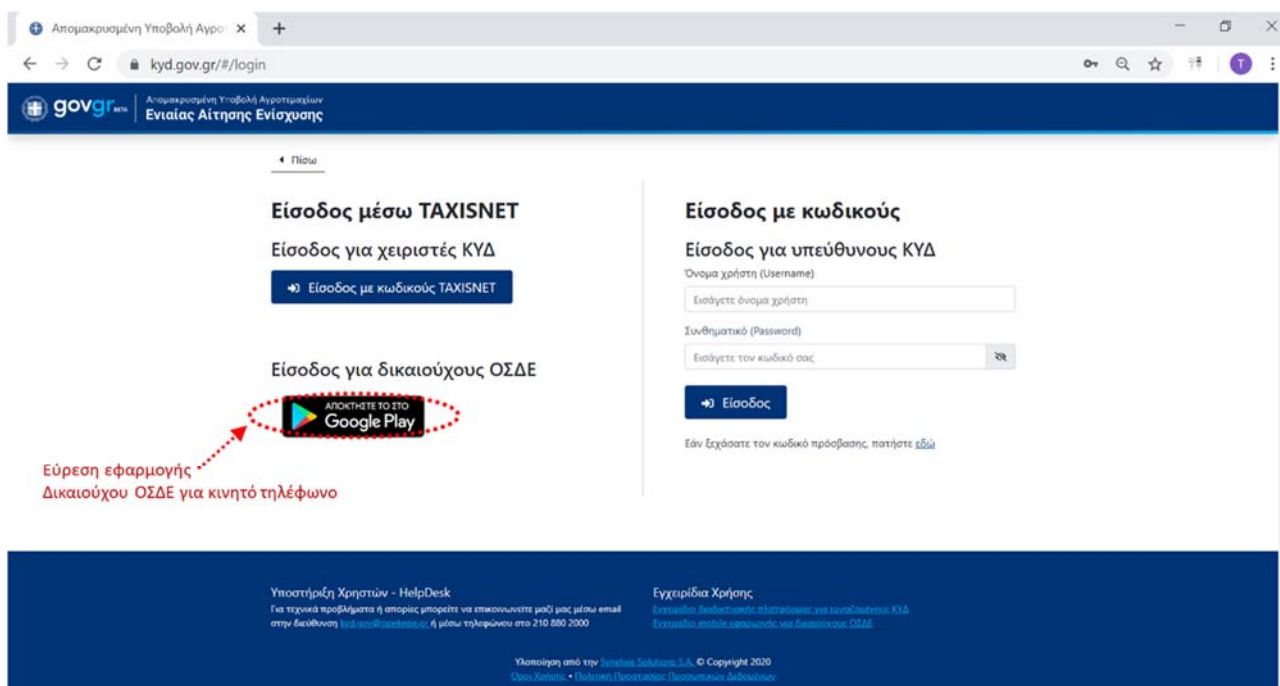 Απομακρυσμένη Υποβολή Αγρο
kyd.gov.gr/#/login
T
govgr BETA
Απομακρυσμένη Υποβολή Αγροτεμαχίων
Ενιαίας Αίτησης Ενίσχυσης
Πίσω
Είσοδος μέσω TAXISNET
Είσοδος για χειριστές ΚΥΔ
Είσοδος με κωδικούς TAXISNET
Είσοδος για δικαιούχους ΟΣΔΕ
ΑΠΟΚΤΗΣΤΕ ΤΟ ΣΤΟ
Google Play
Εύρεση εφαρμογής
Δικαιούχου ΟΣΔΕ για κινητό τηλέφωνο
Είσοδος με κωδικούς
Είσοδος για υπεύθυνους ΚΥΔ
Όνομα χρήστη (Username)
Εισάγετε όνομα χρήστη
Συνθηματικό (Password)
Εισάγετε τον κωδικό σας
Είσοδος
Εάν ξεχάσατε τον κωδικό πρόσβασης, πατήστε εδώ
Υποστήριξη Χρηστών - HelpDesk
Για τεχνικά προβλήματα ή απορίες μπορείτε να επικοινωνείτε μαζί μας μέσω email
στην διεύθυνση kyd.gov@opekepe.gr ή μέσω τηλεφώνου στο 210 880 2000
Εγχειρίδια Χρήσης
Εγχειρίδιο διαδικτυακής πλατφόρμας για εργαζομένους ΚΥΔ
Εγχειρίδιο mobile εφαρμογής για δικαιούχους ΟΣΔΕ
Υλοποίηση από την Synelixis Solutions S.A. © Copyright 2020
Όροι Χρήσης • Πολιτική Προστασίας Προσωπικών Δεδομένων